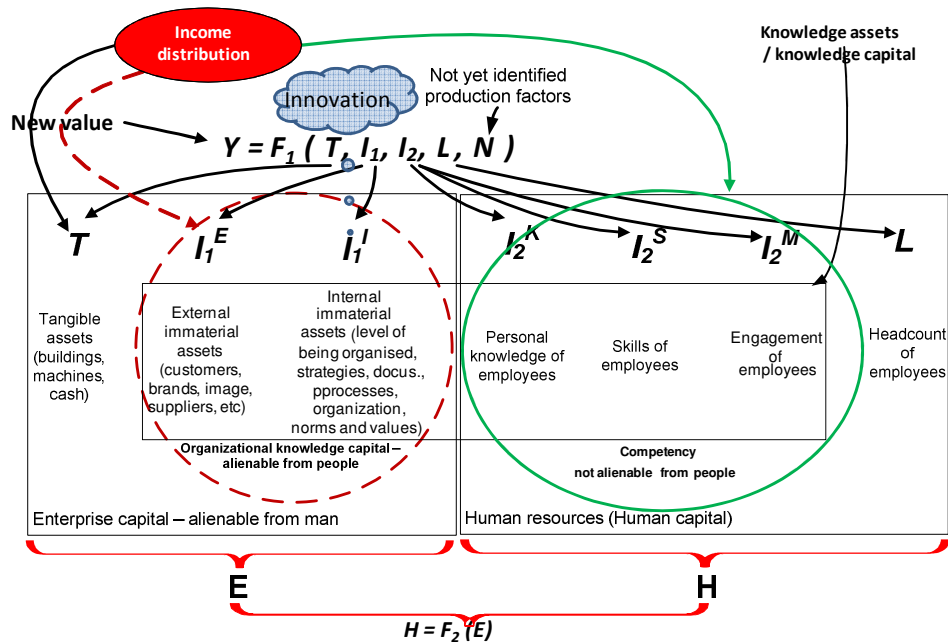 Income
distribution
Knowledge assets
/ knowledge capital
Innovation
Not yet identified
production factors
New value
Y = F₁ ( T, I₁, I₂, L, N )
T
I₁ᴱ
i₁ᴵ
I₂ᴷ
I₂ˢ
I₂ᴹ
L
Tangible
assets
(buildings,
machines,
cash)
External
immaterial
assets
(customers,
brands, image,
suppliers, etc)
Internal
immaterial
assets (level of
being organised,
strategies, docus.,
pprocesses,
organization,
norms and values)
Personal
knowledge of
employees
Skills of
employees
Engagement
of
employees
Headcount
of
employees
Organizational knowledge capital –
alienable from people
Competency
not alienable from people
Enterprise capital – alienable from man
Human resources (Human capital)
E
H
H = F₂ (E)